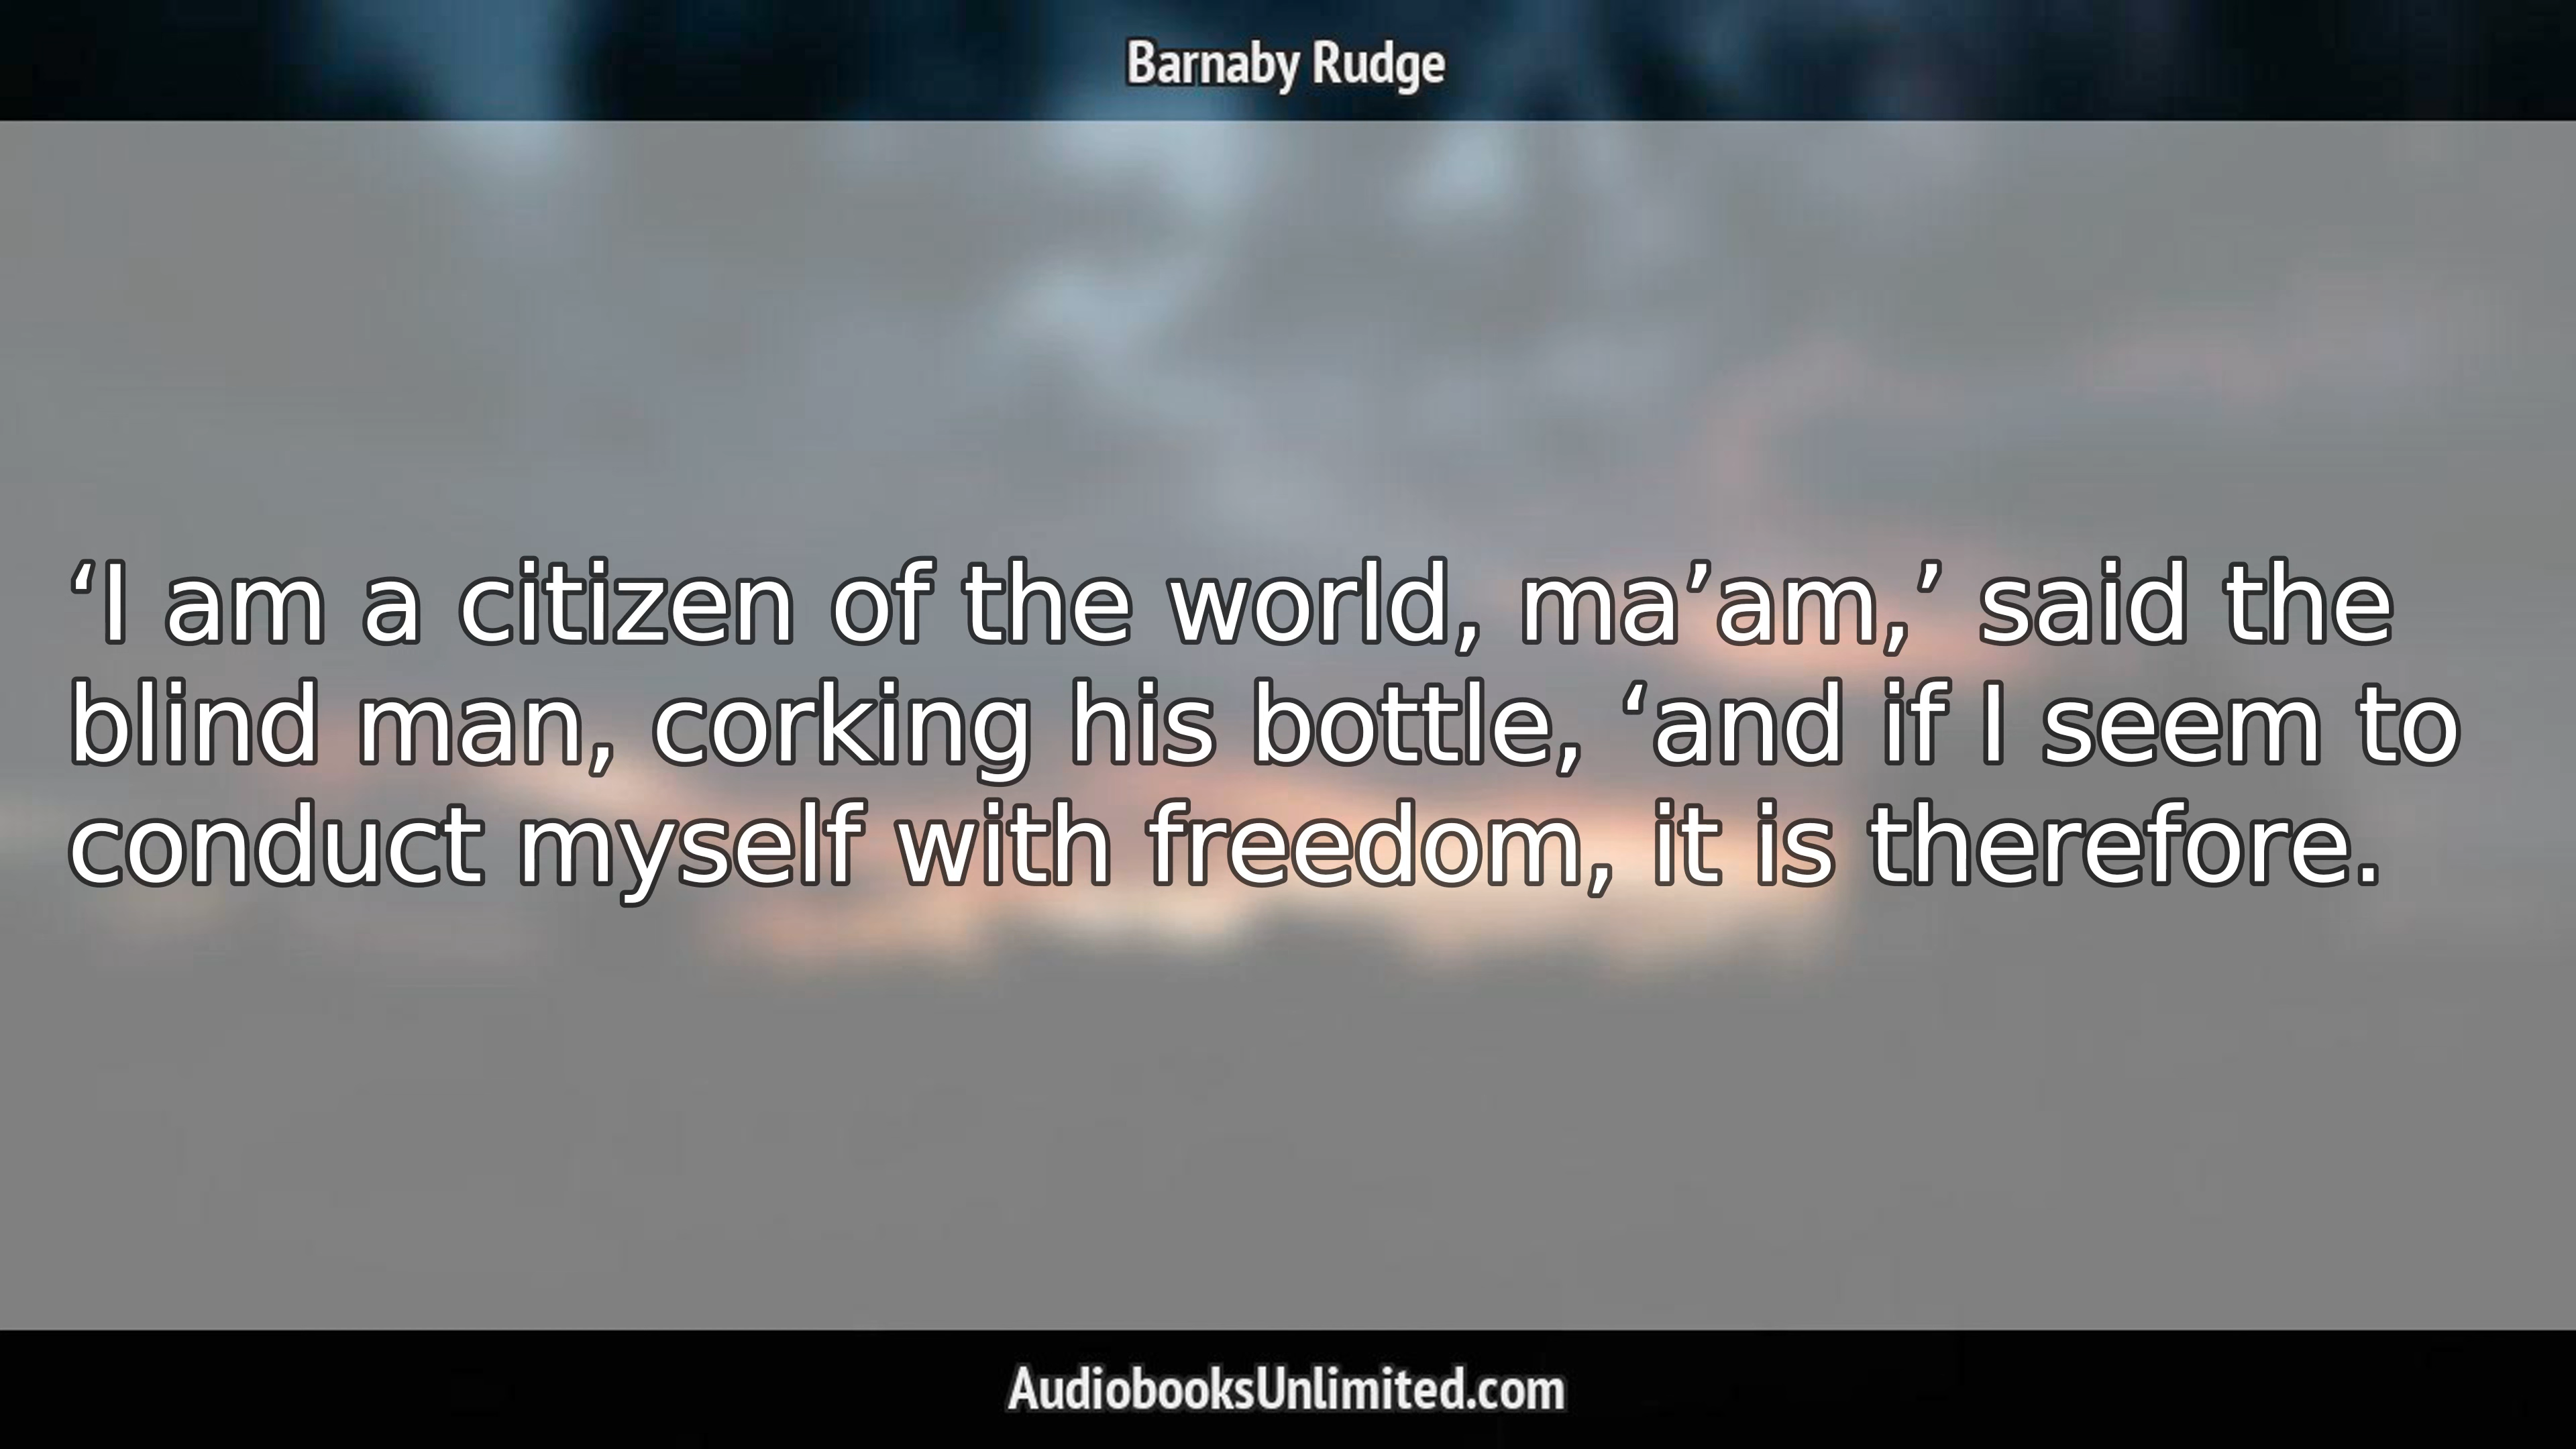 Barnaby Rudge
‘I am a citizen of the world, ma’am,’ said the
blind man, corking his bottle, ‘and if I seem to
conduct myself with freedom, it is therefore.
AudiobooksUnlimited.com